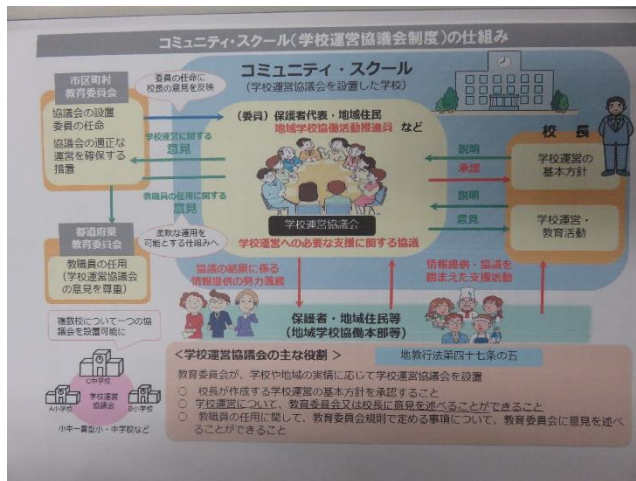 コミュニティ・スクール(学校運営協議会制度)の仕組み
市区町村
教育委員会
協議会の設置
委員の任命
協議会の適正な
運営を確保する
措置
委員の任命に
校長の意見を反映
コミュニティ・スクール
(学校運営協議会を設置した学校)
(委員)保護者代表・地域住民
地域学校協働活動推進員 など
学校運営に関する
意見
教職員の任用に関する
意見
学校運営協議会
学校運営への必要な支援に関する協議
校 長
説明
承認
説明
意見
学校運営の
基本方針
学校運営・
教育活動
都道府県
教育委員会
教職員の任用
(学校運営協議会
の意見を尊重)
柔軟な運用を
可能とする仕組みへ
協議の結果に係る
情報提供の努力義務
情報提供・協議を
踏まえた支援活動
保護者・地域住民等
(地域学校協働本部等)
複数校について一つの協
議会を設置可能に
C中学校
学校運営
協議会
A小学校
B小学校
小中一貫型小・中学校など
<学校運営協議会の主な役割>
地教行法第四十七条の五
教育委員会が、学校や地域の実情に応じて学校運営協議会を設置
○ 校長が作成する学校運営の基本方針を承認すること
○ 学校運営について、教育委員会又は校長に意見を述べることができること
○ 教職員の任用に関して、教育委員会規則で定める事項について、教育委員会に意見を述べ
ることができること